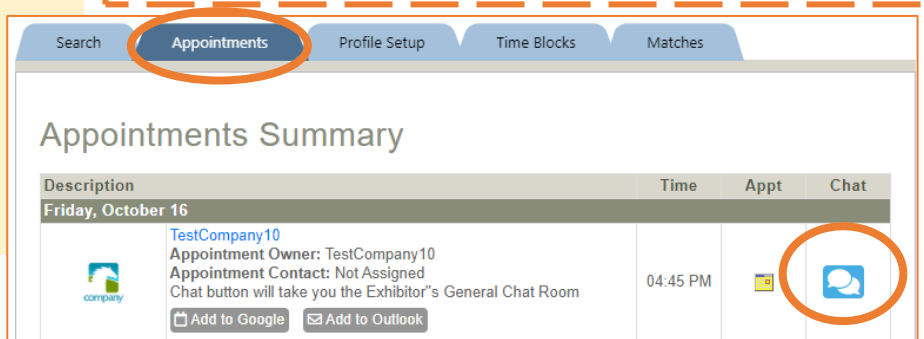 Search Appointments Profile Setup Time Blocks Matches
Appointments Summary
Description Time Appt Chat
Friday, October 16
TestCompany10
Appointment Owner: TestCompany10
Appointment Contact: Not Assigned
Chat button will take you the Exhibitor"s General Chat Room
company
04:45 PM
Add to Google Add to Outlook